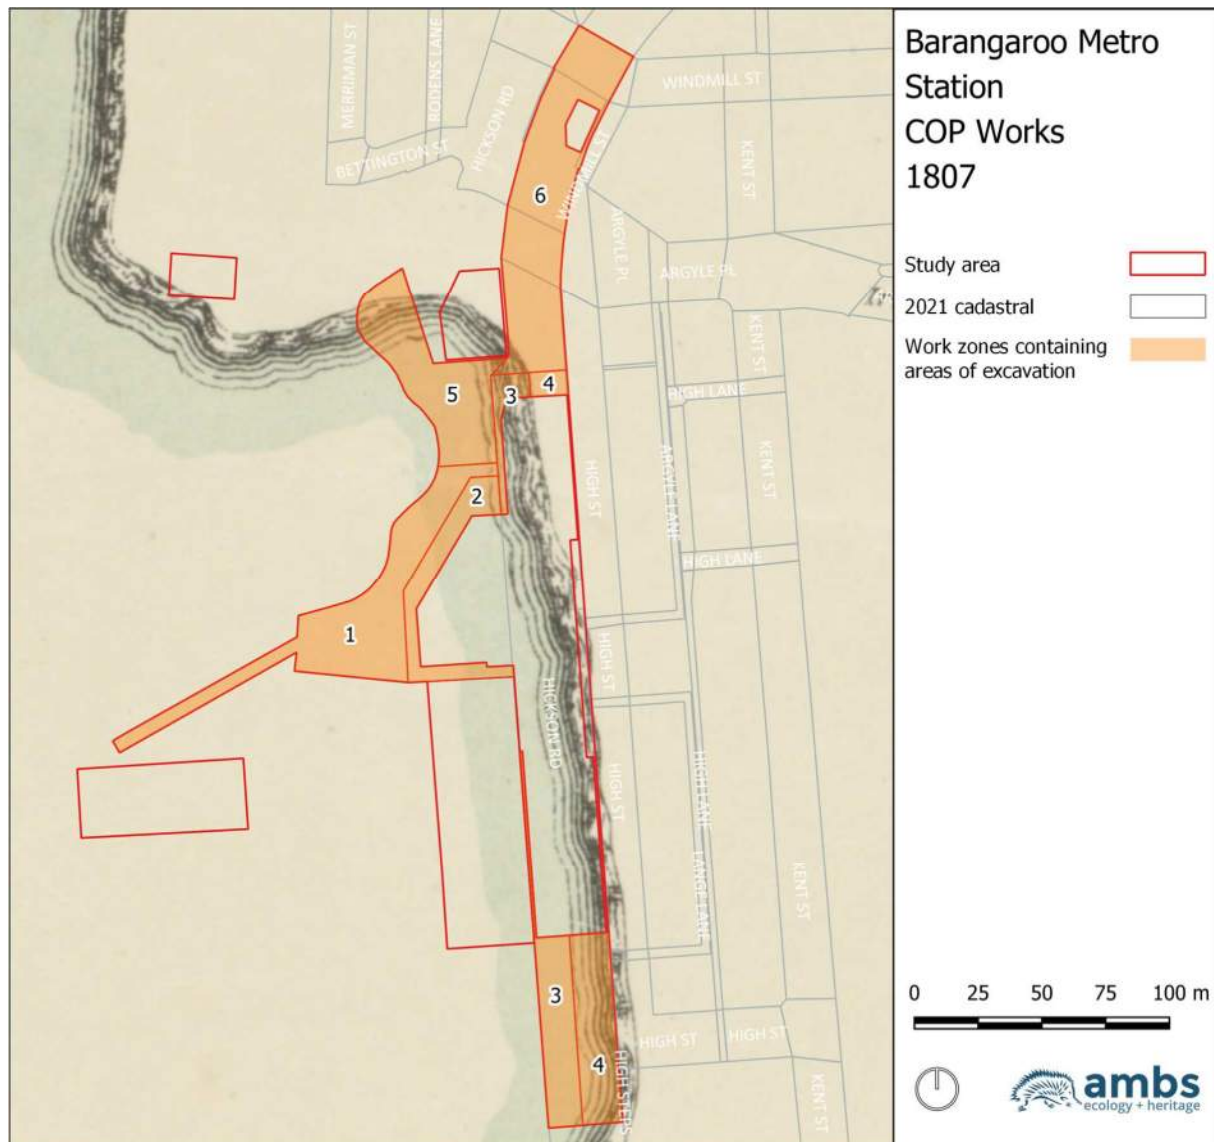 Barangaroo Metro
Station
COP Works
1807
Study area
2021 cadastral
Work zones containing
areas of excavation
0 25 50 75 100 m
ambs
ecology + heritage
MERRIMAN ST
RODENS LANE
HICKSON RD
BETTINGTON ST
WINDMILL ST
WINDMILL ST
KENT ST
6
ARGYLE PL
ARGYLE PL
KENT ST
5
3
4
HIGH LANE
2
HIGH ST
ARGYLE LANE
KENT ST
HIGH LANE
1
HIGH ST
HICKSON RD
HIGH ST
HIGH LANE
LANGE LANE
KENT ST
3
4
HIGH ST
HIGH ST
HIGH STEPS
KENT ST